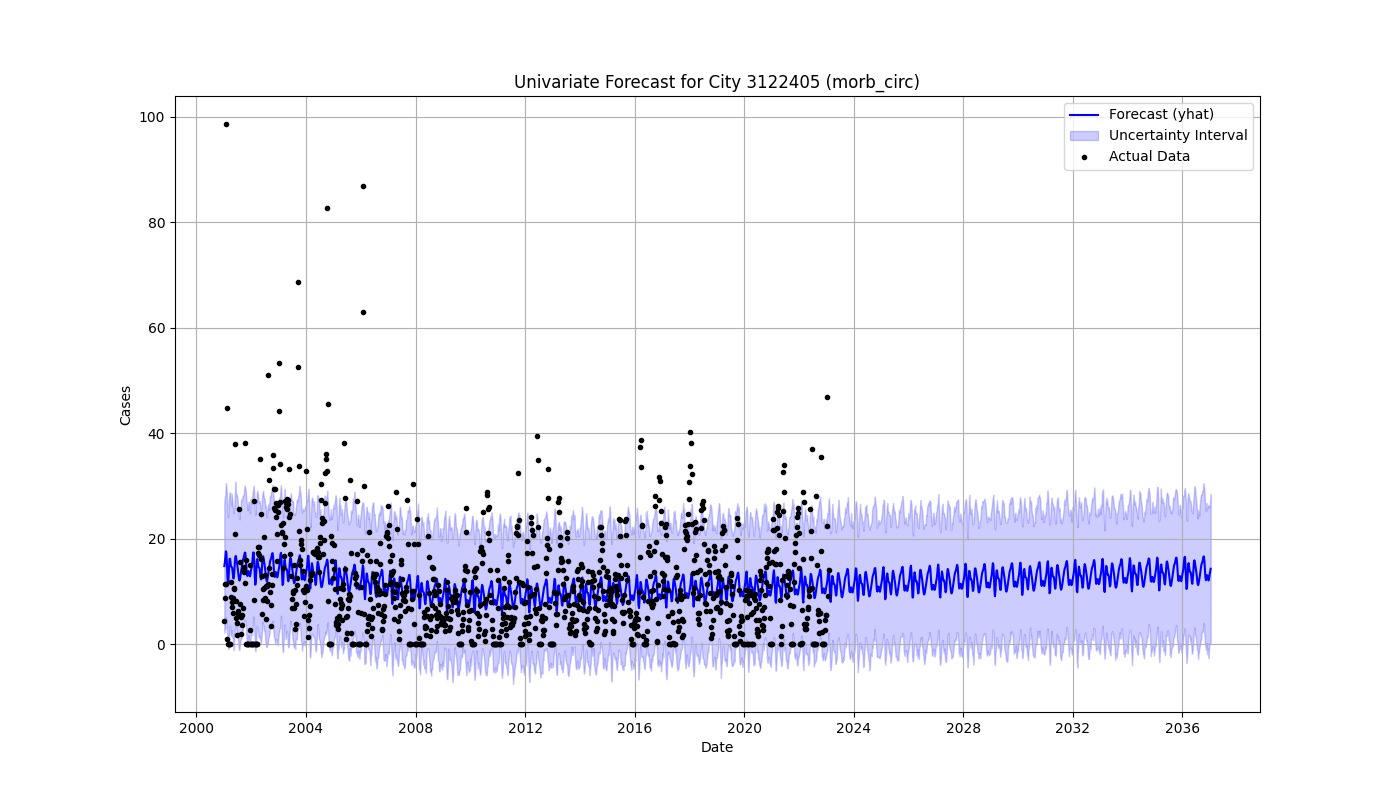 Univariate Forecast for City 3122405 (morb_circ)
Forecast (yhat)
Uncertainty Interval
Actual Data
Cases
100
80
60
40
20
0
2000 2004 2008 2012 2016 2020 2024 2028 2032 2036
Date